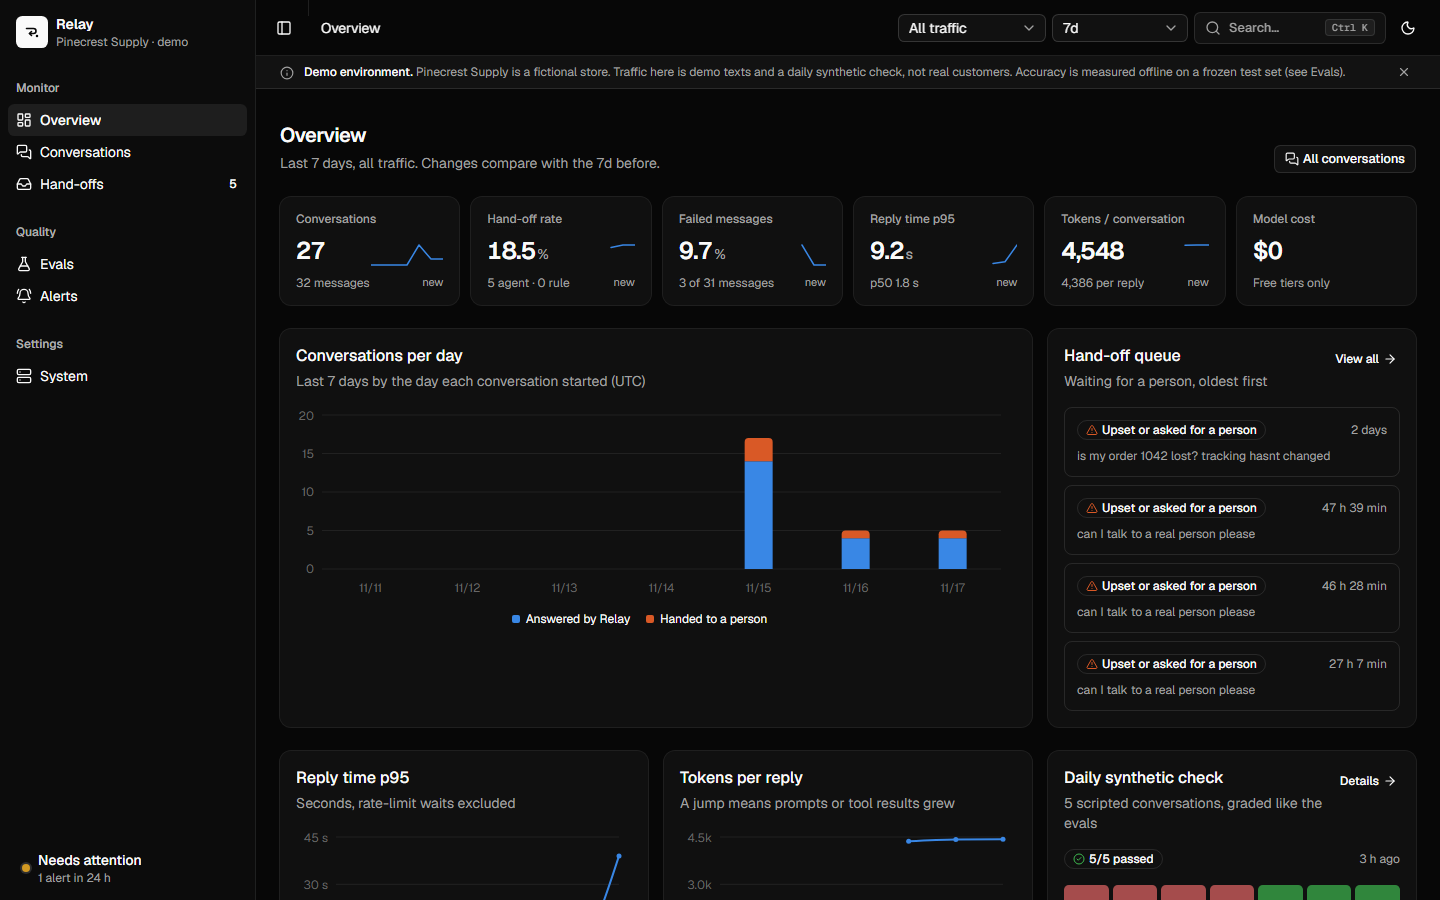 Relay
Pinecrest Supply · demo
Monitor
Overview
Conversations
Hand-offs 5
Quality
Evals
Alerts
Settings
System
Needs attention
1 alert in 24 h
Overview
All traffic
7d
Search...
Ctrl K
Demo environment. Pinecrest Supply is a fictional store. Traffic here is demo texts and a daily synthetic check, not real customers. Accuracy is measured offline on a frozen test set (see Evals).
Overview
Last 7 days, all traffic. Changes compare with the 7d before.
All conversations
Conversations
27
32 messages new
Hand-off rate
18.5%
5 agent · 0 rule new
Failed messages
9.7%
3 of 31 messages new
Reply time p95
9.2s
p50 1.8 s new
Tokens / conversation
4,548
4,386 per reply new
Model cost
$0
Free tiers only
Conversations per day
Last 7 days by the day each conversation started (UTC)
20
15
10
5
0
11/11 11/12 11/13 11/14 11/15 11/16 11/17
Answered by Relay Handed to a person
Hand-off queue
View all
Waiting for a person, oldest first
Upset or asked for a person 2 days
is my order 1042 lost? tracking hasnt changed
Upset or asked for a person 47 h 39 min
can I talk to a real person please
Upset or asked for a person 46 h 28 min
can I talk to a real person please
Upset or asked for a person 27 h 7 min
can I talk to a real person please
Reply time p95
Seconds, rate-limit waits excluded
45 s
30 s
Tokens per reply
A jump means prompts or tool results grew
4.5k
3.0k
Daily synthetic check
Details
5 scripted conversations, graded like the
evals
5/5 passed 3 h ago